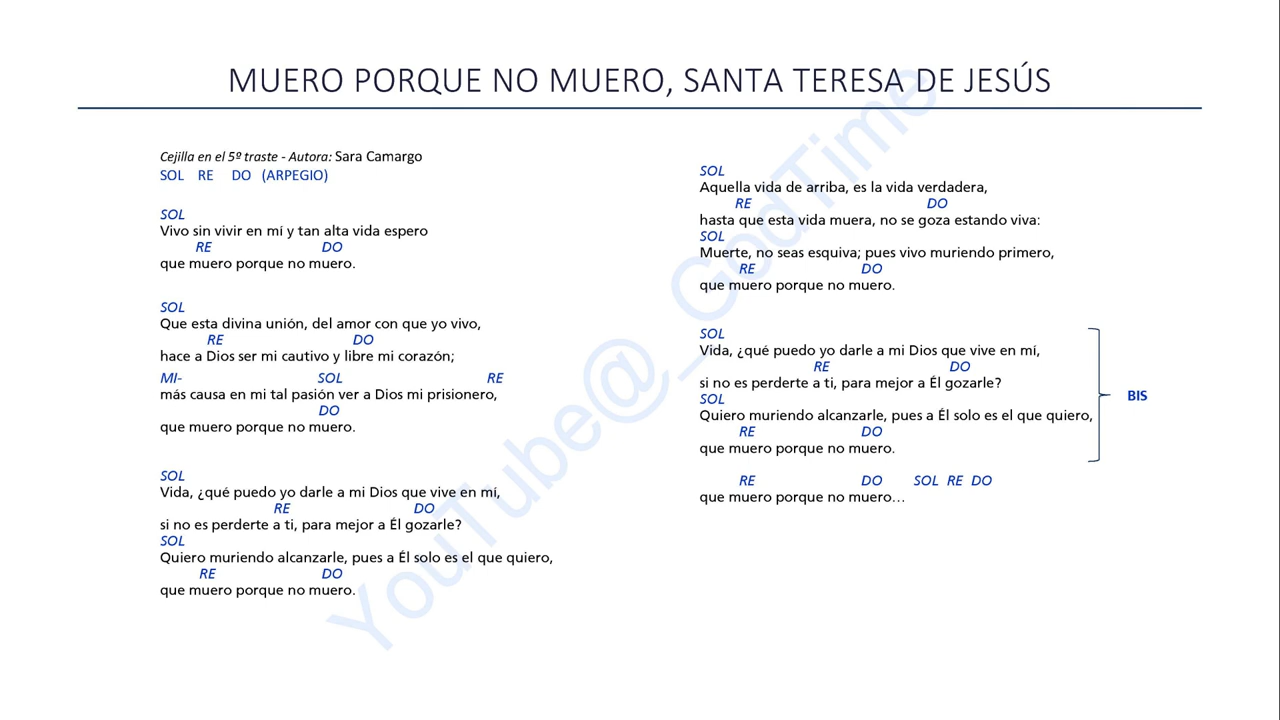 MUERO PORQUE NO MUERO, SANTA TERESA DE JESÚS
Cejilla en el 5º traste - Autora: Sara Camargo
SOL RE DO (ARPEGIO)
SOL
Vivo sin vivir en mí y tan alta vida espero
RE DO
que muero porque no muero.
SOL
Que esta divina unión, del amor con que yo vivo,
RE DO
hace a Dios ser mi cautivo y libre mi corazón;
MI- SOL RE
más causa en mi tal pasión ver a Dios mi prisionero,
DO
que muero porque no muero.
SOL
Vida, ¿qué puedo yo darle a mi Dios que vive en mí,
RE DO
si no es perderte a ti, para mejor a Él gozarle?
SOL
Quiero muriendo alcanzarle, pues a Él solo es el que quiero,
RE DO
que muero porque no muero.
SOL
Aquella vida de arriba, es la vida verdadera,
RE DO
hasta que esta vida muera, no se goza estando viva:
SOL
Muerte, no seas esquiva; pues vivo muriendo primero,
RE DO
que muero porque no muero.
SOL
Vida, ¿qué puedo yo darle a mi Dios que vive en mí,
RE DO
si no es perderte a ti, para mejor a Él gozarle?
SOL
Quiero muriendo alcanzarle, pues a Él solo es el que quiero,
RE DO
que muero porque no muero.
BIS
RE DO SOL RE DO
que muero porque no muero…
YouTube@_GodTime